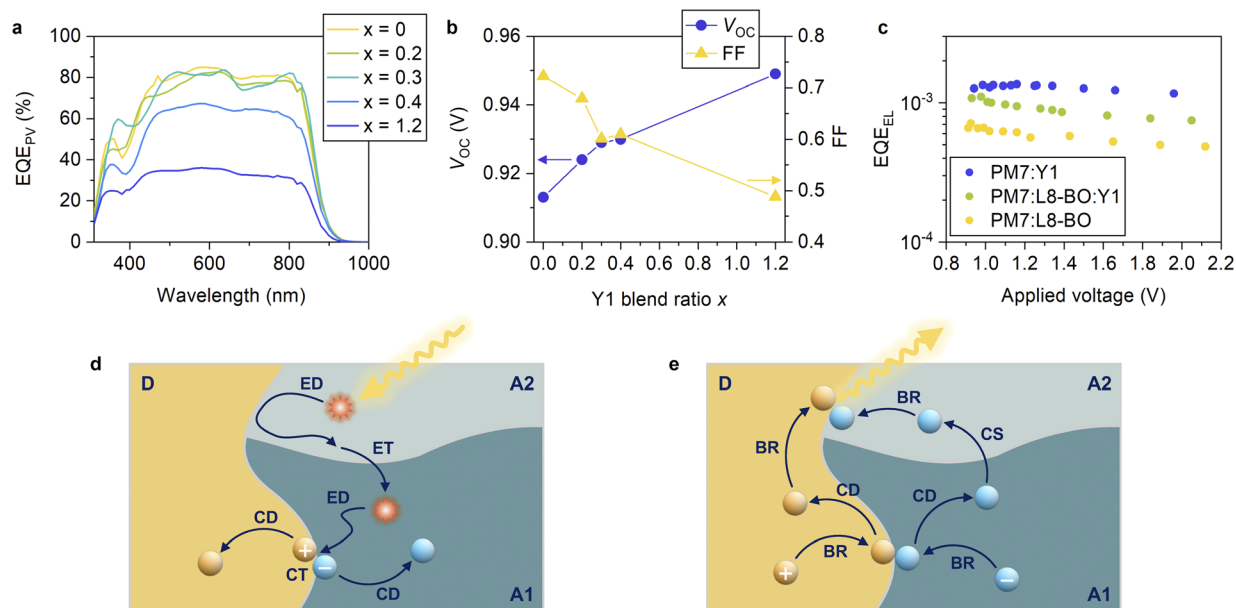 a
100
80
60
40
20
0
EQE_PV (%)
400 600 800 1000
Wavelength (nm)
x = 0
x = 0.2
x = 0.3
x = 0.4
x = 1.2
b
0.96
0.94
0.92
0.90
V_OC (V)
V_OC
FF
0.8
0.7
0.6
0.5
0.4
FF
0.0 0.2 0.4 0.6 0.8 1.0 1.2
Y1 blend ratio x
c
10^-3
10^-4
EQE_EL
PM7:Y1
PM7:L8-BO:Y1
PM7:L8-BO
0.8 1.0 1.2 1.4 1.6 1.8 2.0 2.2
Applied voltage (V)
d
D
A2
ED
ET
ED
CD
+
CT
−
CD
A1
e
D
A2
BR
CS
BR
CD
CD
BR
BR
+
−
A1